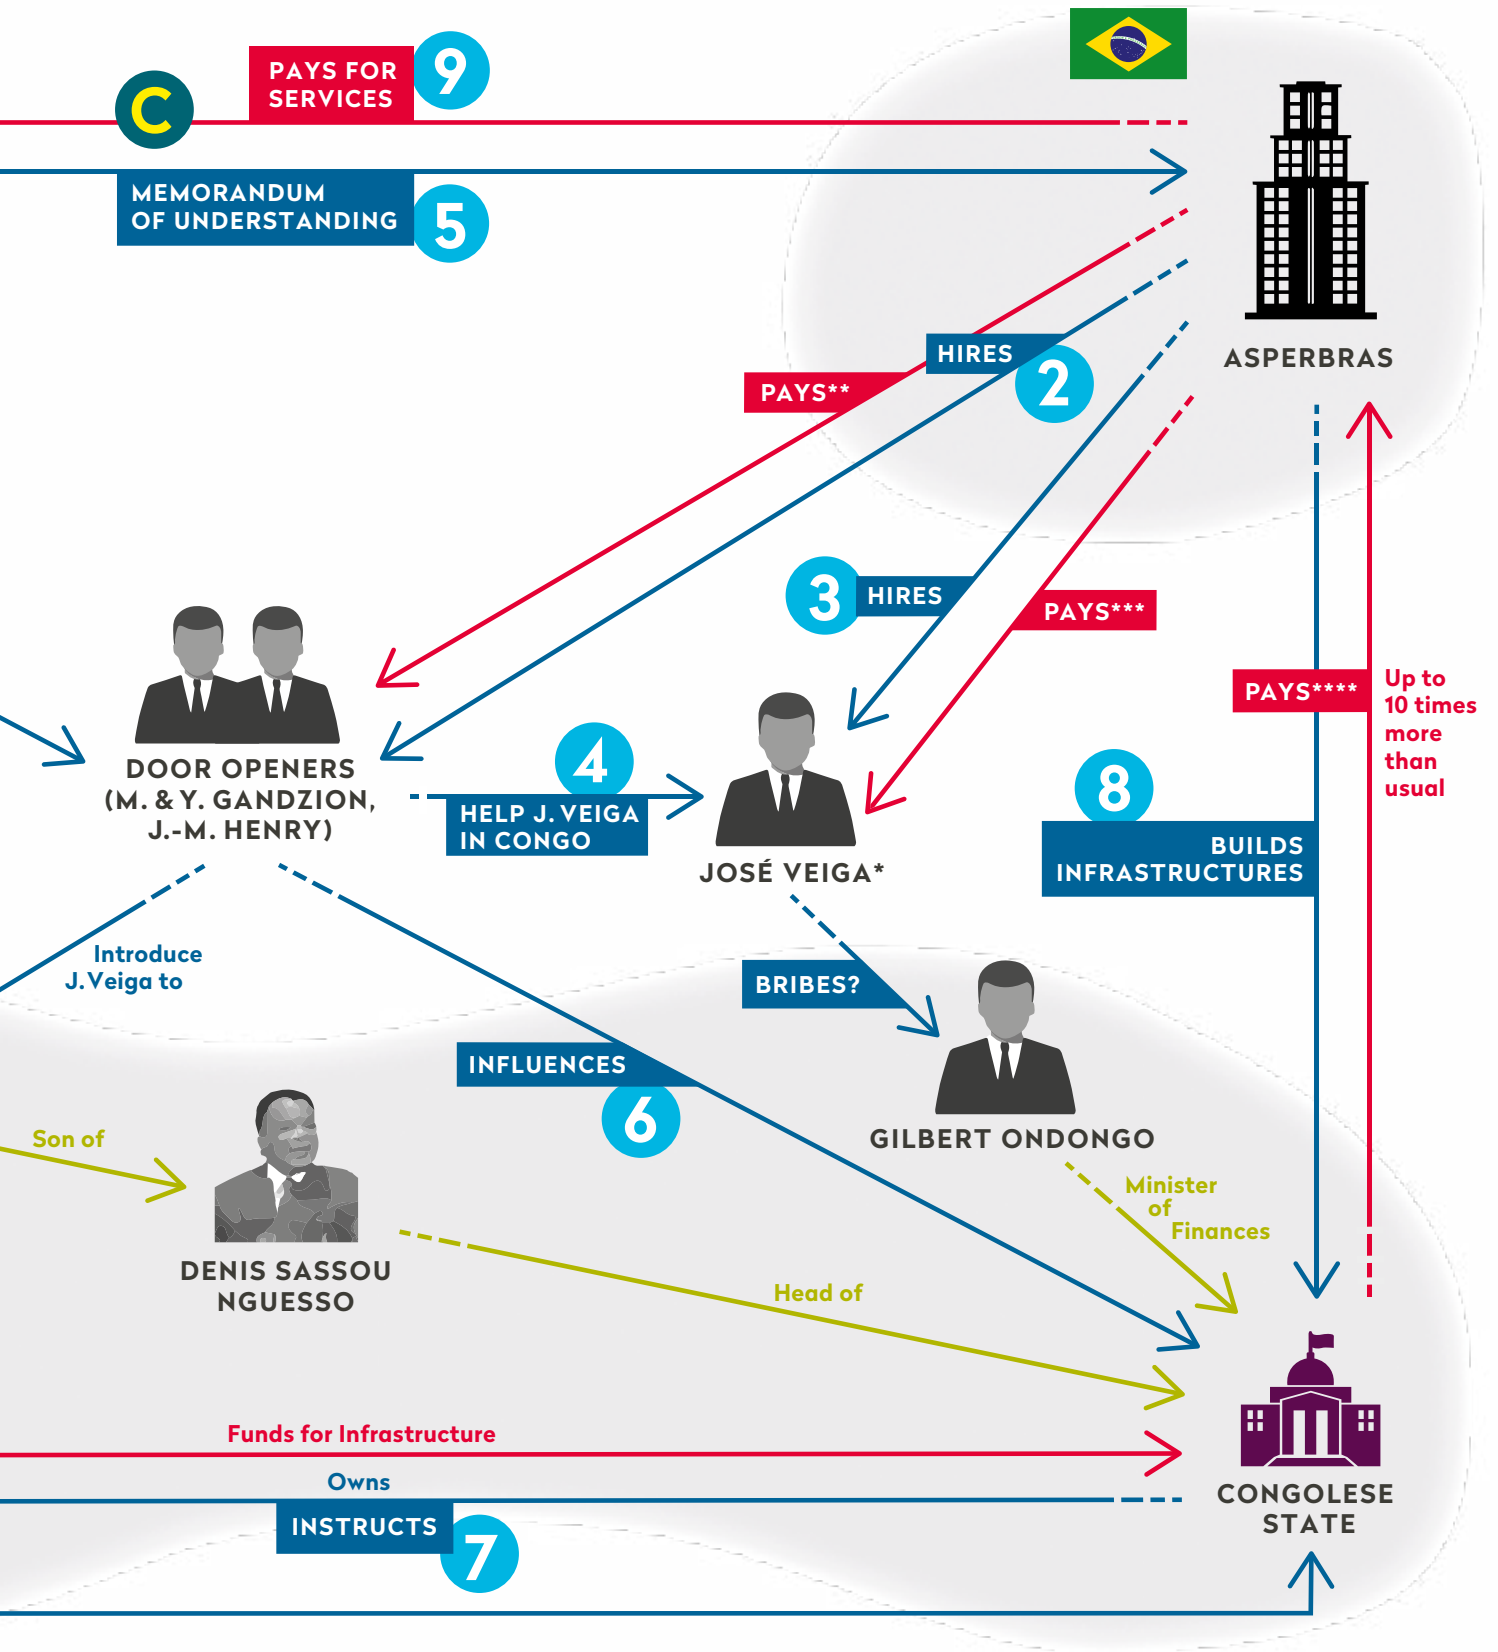 C
PAYS FOR
SERVICES
9
MEMORANDUM
OF UNDERSTANDING
5
ASPERBRAS
HIRES
2
PAYS**
3
HIRES
PAYS***
PAYS****
Up to
10 times
more
than
usual
DOOR OPENERS
(M. & Y. GANDZION,
J.-M. HENRY)
4
HELP J. VEIGA
IN CONGO
JOSÉ VEIGA*
8
BUILDS
INFRASTRUCTURES
Introduce
J. Veiga to
BRIBES?
INFLUENCES
6
GILBERT ONDONGO
Son of
Minister
of
Finances
DENIS SASSOU
NGUESSO
Head of
Funds for Infrastructure
Owns
INSTRUCTS
7
CONGOLESE
STATE